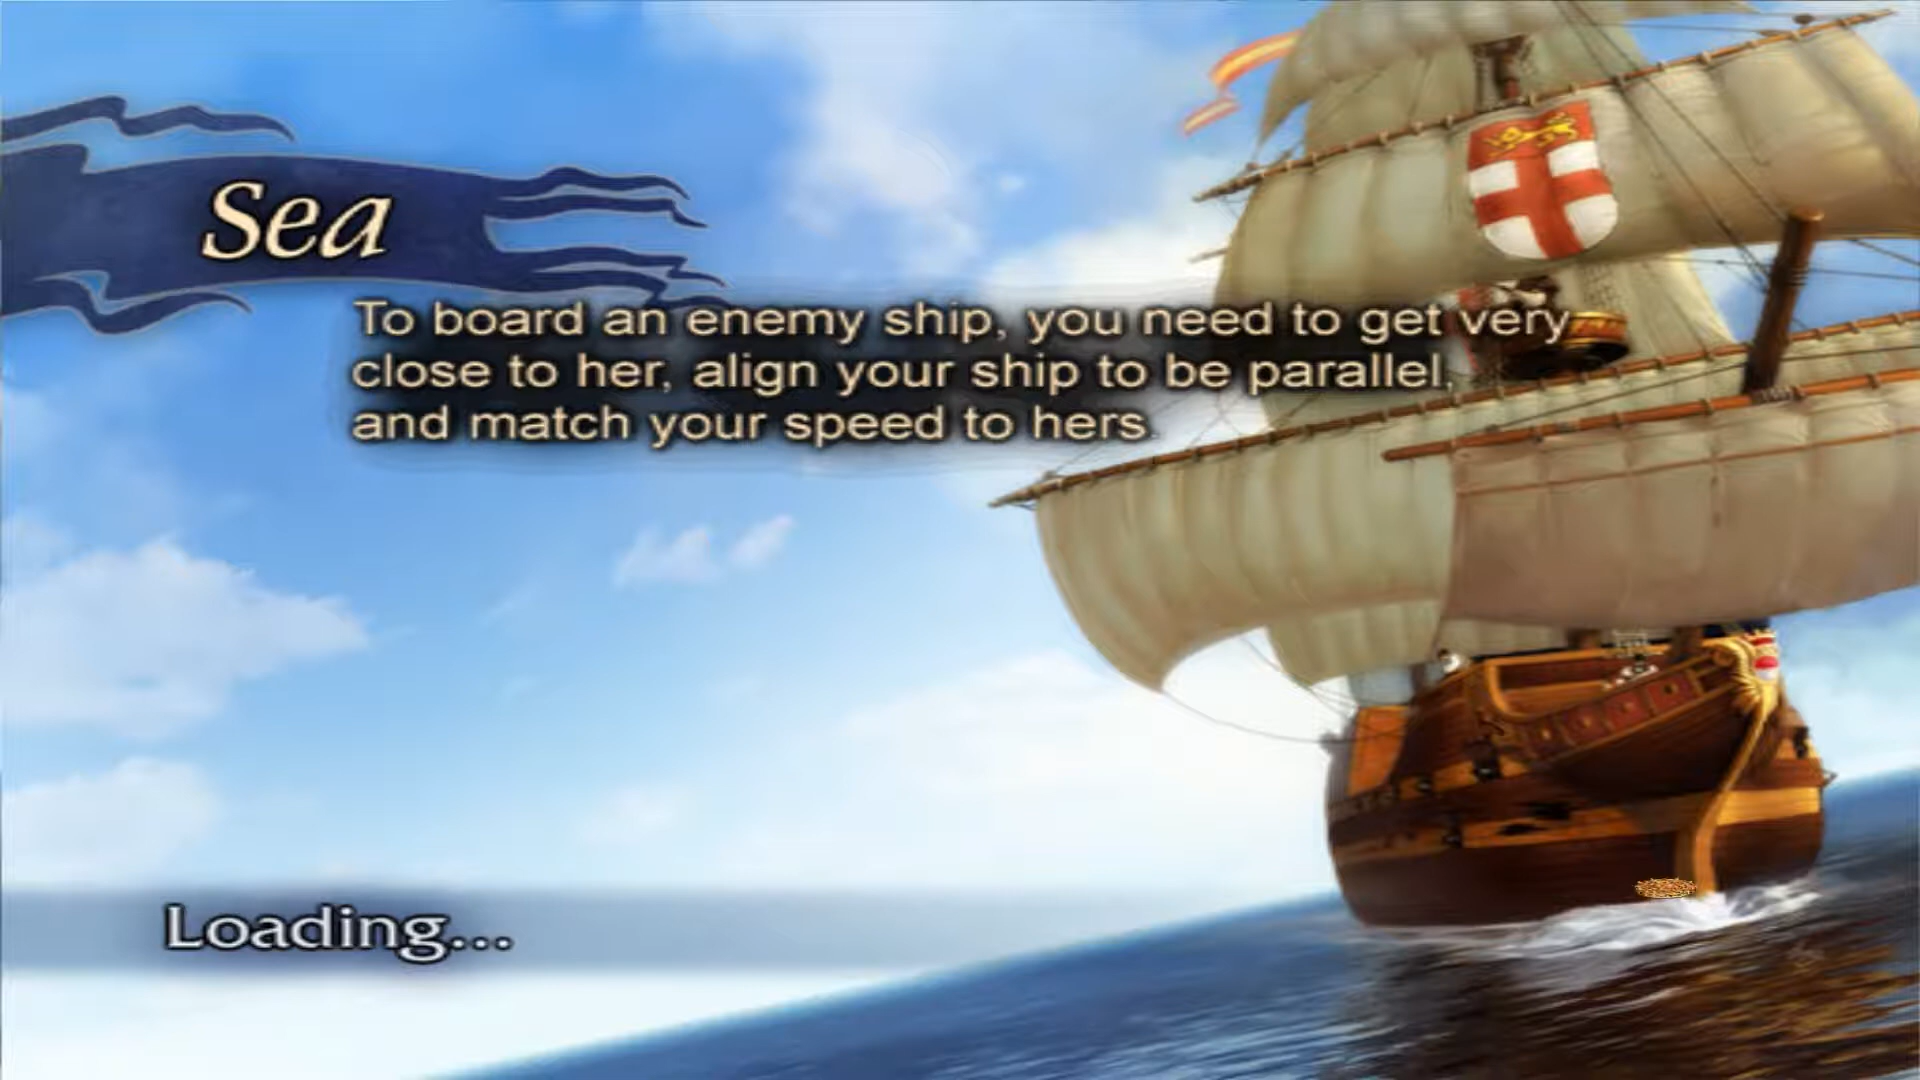 Sea
To board an enemy ship, you need to get very
close to her, align your ship to be parallel,
and match your speed to hers.
Loading...